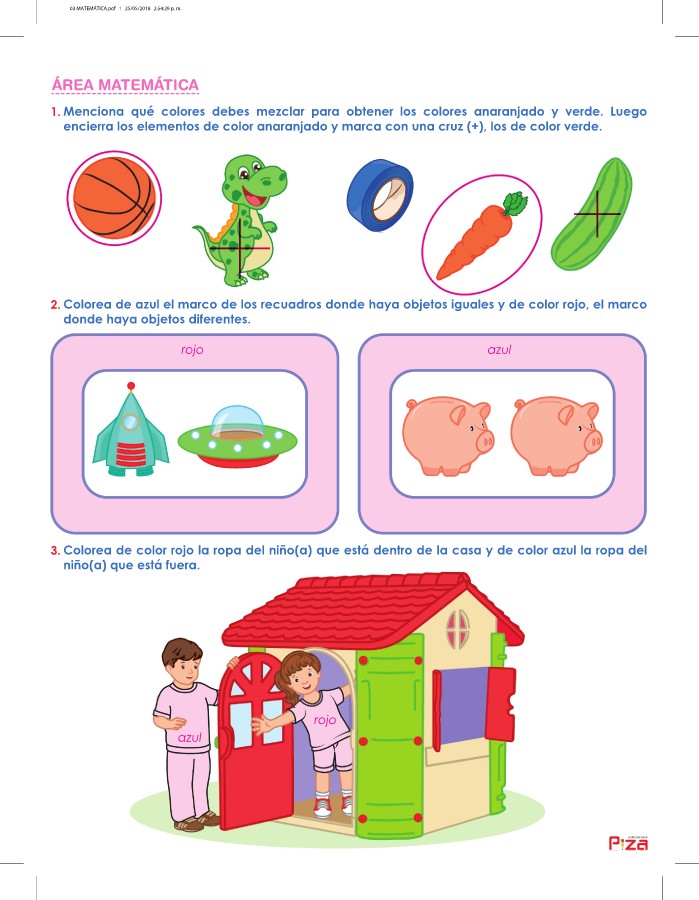 03 MATEMÁTICA.pdf 1 25/05/2018 2:54:29 p. m.
ÁREA MATEMÁTICA
1. Menciona qué colores debes mezclar para obtener los colores anaranjado y verde. Luego
encierra los elementos de color anaranjado y marca con una cruz (+), los de color verde.
2. Colorea de azul el marco de los recuadros donde haya objetos iguales y de color rojo, el marco
donde haya objetos diferentes.
rojo
azul
3. Colorea de color rojo la ropa del niño(a) que está dentro de la casa y de color azul la ropa del
niño(a) que está fuera.
rojo
azul
Piza